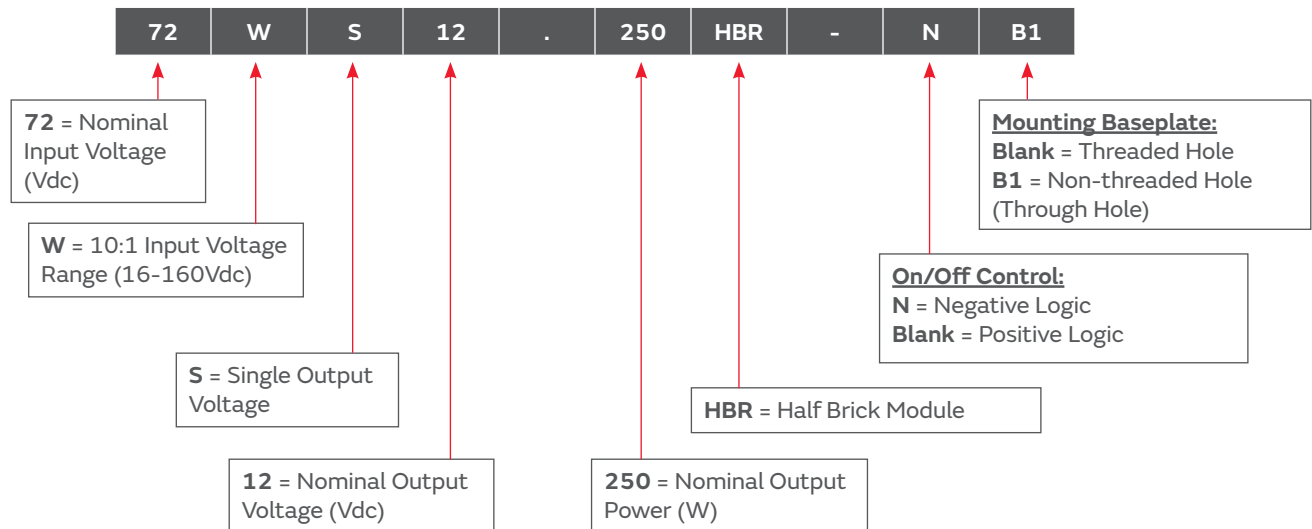 72 W S 12 . 250 HBR - N B1
72 = Nominal
Input Voltage
(Vdc)
W = 10:1 Input Voltage
Range (16-160Vdc)
S = Single Output
Voltage
12 = Nominal Output
Voltage (Vdc)
250 = Nominal Output
Power (W)
HBR = Half Brick Module
On/Off Control:
N = Negative Logic
Blank = Positive Logic
Mounting Baseplate:
Blank = Threaded Hole
B1 = Non-threaded Hole
(Through Hole)